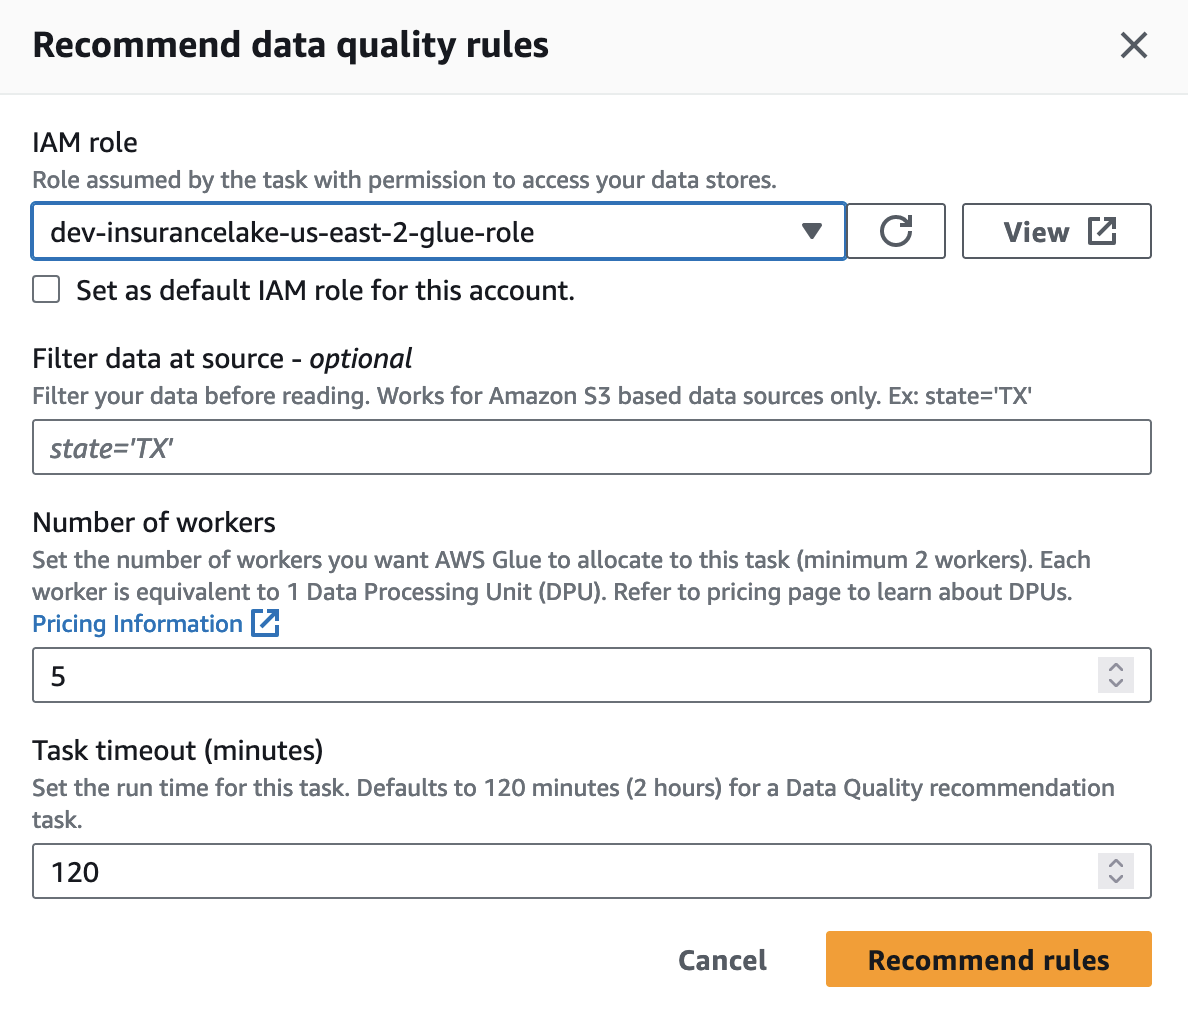 Recommend data quality rules
IAM role
Role assumed by the task with permission to access your data stores.
dev-insurancelake-us-east-2-glue-role
View
Set as default IAM role for this account.
Filter data at source - optional
Filter your data before reading. Works for Amazon S3 based data sources only. Ex: state='TX'
state='TX'
Number of workers
Set the number of workers you want AWS Glue to allocate to this task (minimum 2 workers). Each
worker is equivalent to 1 Data Processing Unit (DPU). Refer to pricing page to learn about DPUs.
Pricing Information
5
Task timeout (minutes)
Set the run time for this task. Defaults to 120 minutes (2 hours) for a Data Quality recommendation
task.
120
Cancel
Recommend rules